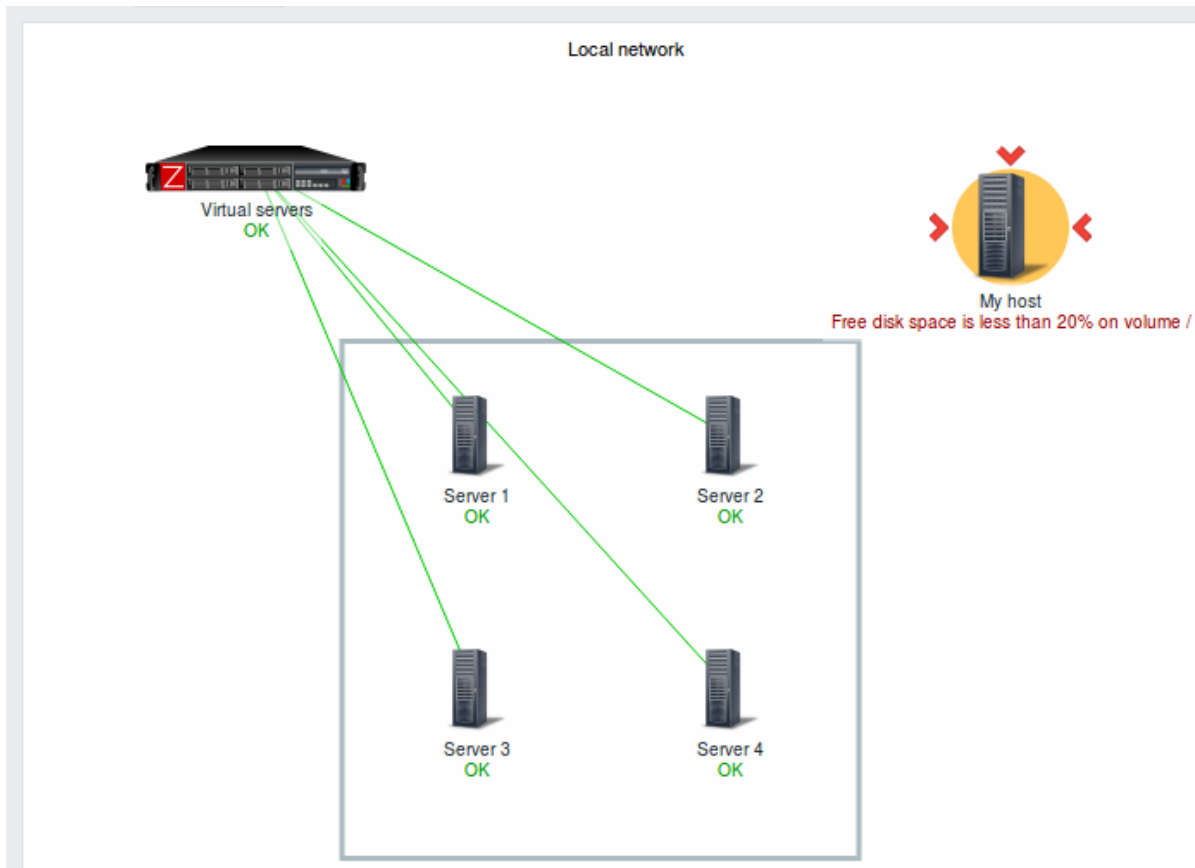 Local network
Z
Virtual servers
OK
My host
Free disk space is less than 20% on volume /
Server 1
OK
Server 2
OK
Server 3
OK
Server 4
OK